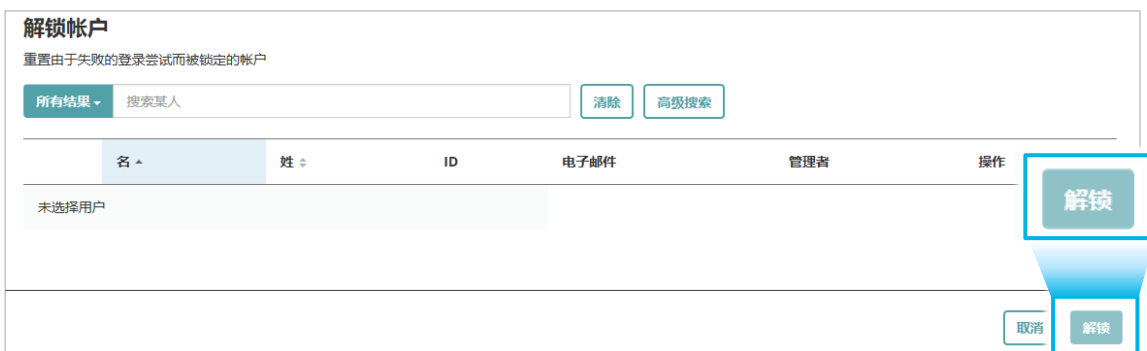 解锁帐户
重置由于失败的登录尝试而被锁定的帐户
所有结果 搜索某人 清除 高级搜索
名 姓 ID 电子邮件 管理者 操作
未选择用户
解锁
取消 解锁